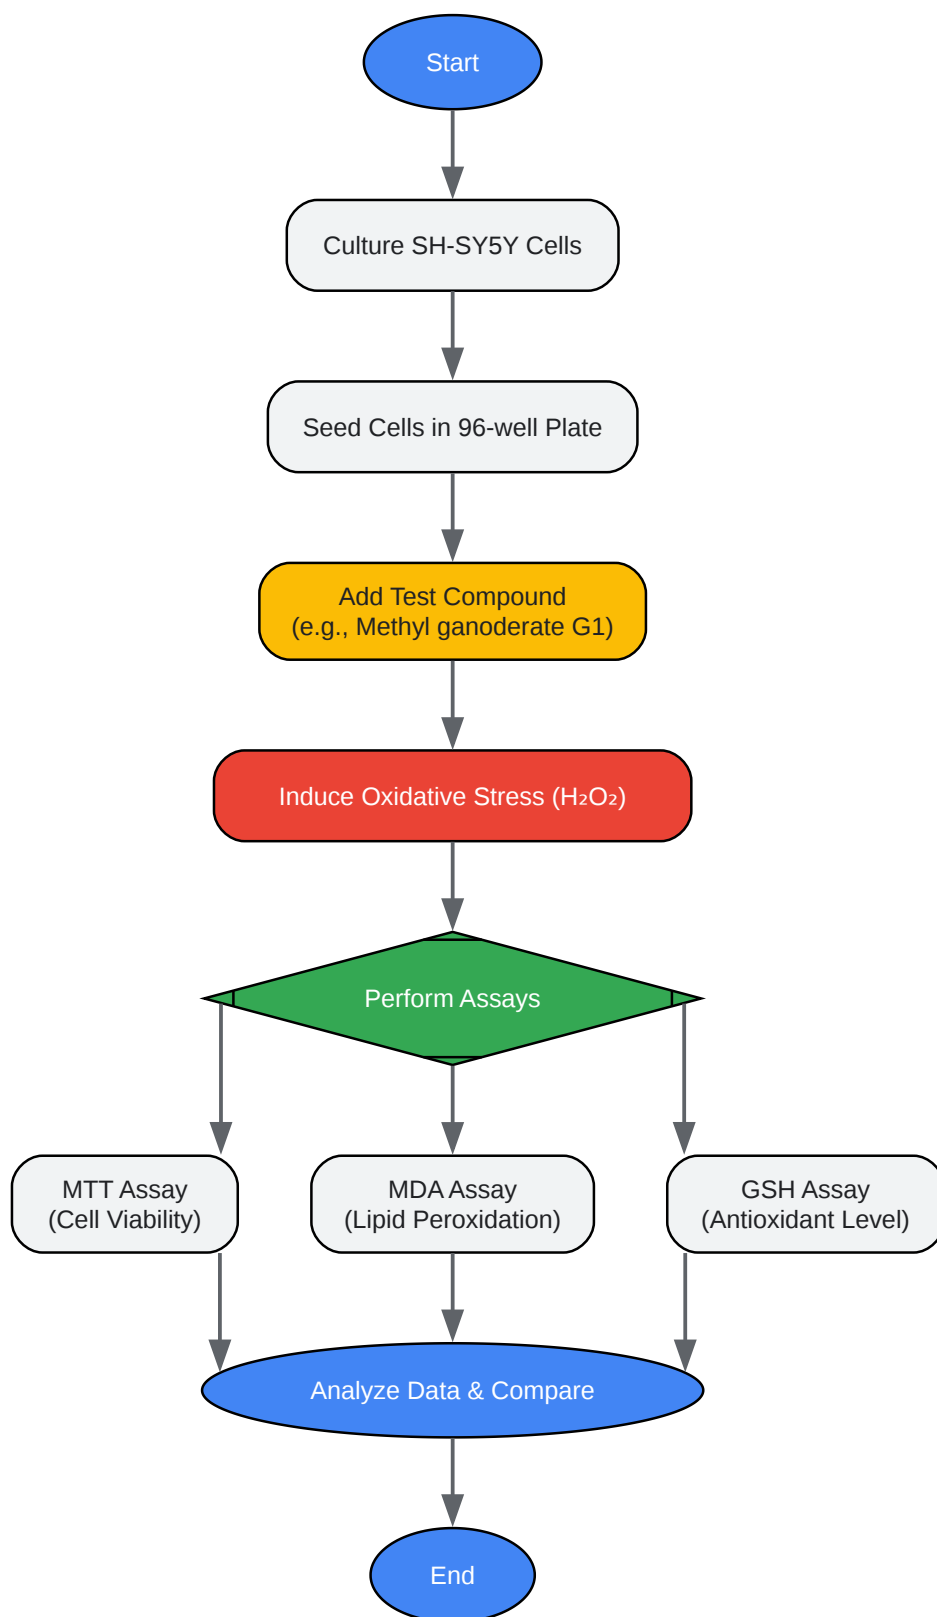 Start
Culture SH-SY5Y Cells
Seed Cells in 96-well Plate
Add Test Compound
(e.g., Methyl ganoderate G1)
Induce Oxidative Stress (H₂O₂)
Perform Assays
MTT Assay
(Cell Viability)
MDA Assay
(Lipid Peroxidation)
GSH Assay
(Antioxidant Level)
Analyze Data & Compare
End